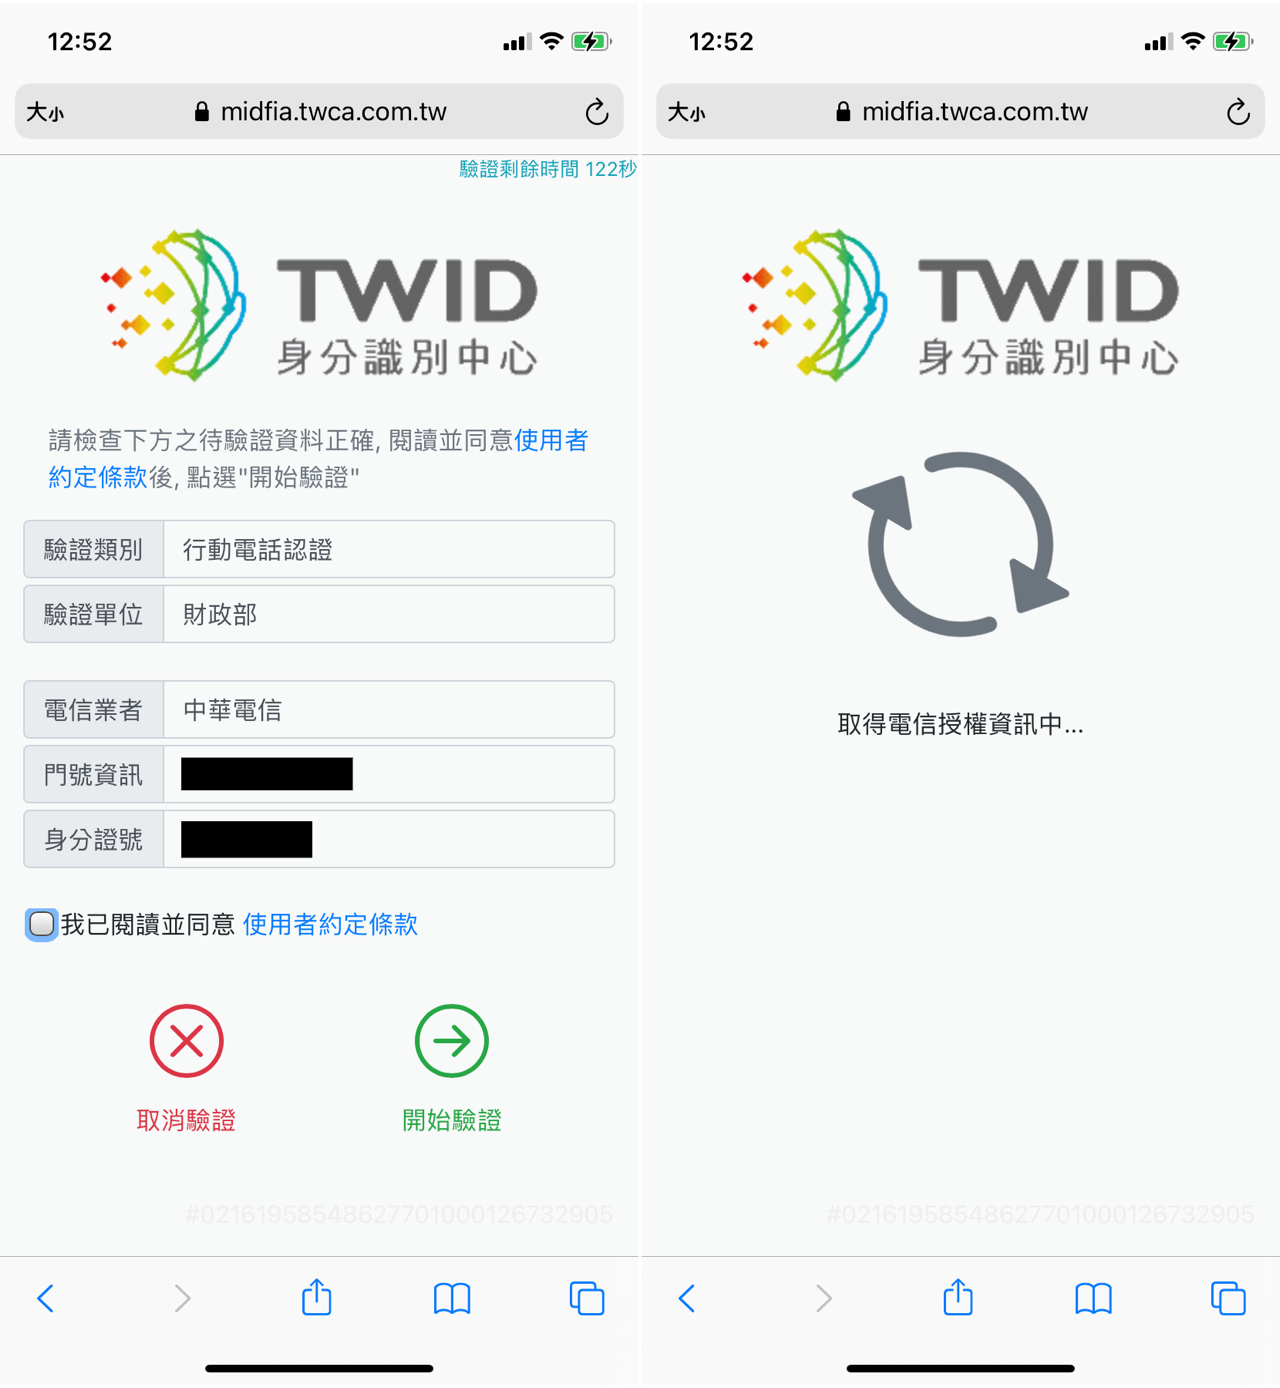 12:52
大小
midfia.twca.com.tw
驗證剩餘時間 122秒
TWID
身分識別中心
請檢查下方之待驗證資料正確, 閱讀並同意使用者
約定條款後, 點選"開始驗證"
驗證類別 行動電話認證
驗證單位 財政部
電信業者 中華電信
門號資訊
身分證號
我已閱讀並同意 使用者約定條款
取消驗證
開始驗證
#02161958548627701000126732905
12:52
大小
midfia.twca.com.tw
TWID
身分識別中心
取得電信授權資訊中...
#02161958548627701000126732905